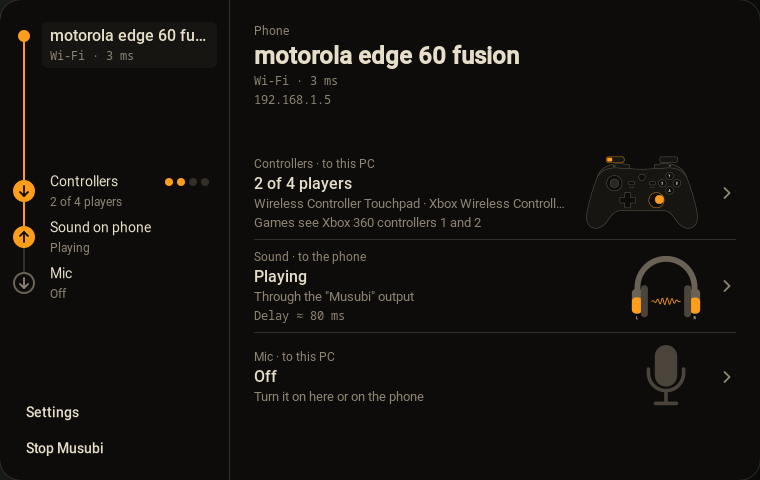 motorola edge 60 fu...
Wi-Fi · 3 ms
Controllers
2 of 4 players
Sound on phone
Playing
Mic
Off
Settings
Stop Musubi
Phone
motorola edge 60 fusion
Wi-Fi · 3 ms
192.168.1.5
Controllers · to this PC
2 of 4 players
Wireless Controller Touchpad · Xbox Wireless Controll...
Games see Xbox 360 controllers 1 and 2
Sound · to the phone
Playing
Through the "Musubi" output
Delay ≈ 80 ms
Mic · to this PC
Off
Turn it on here or on the phone